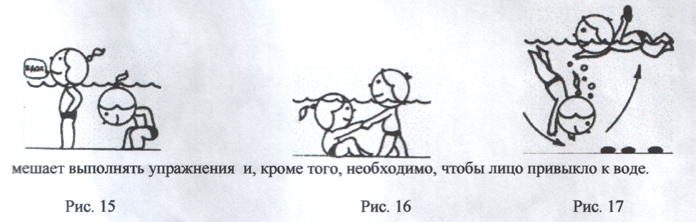 вдох
мешает выполнять упражнения и, кроме того, необходимо, чтобы лицо привыкло к воде.
Рис. 15 Рис. 16 Рис. 17